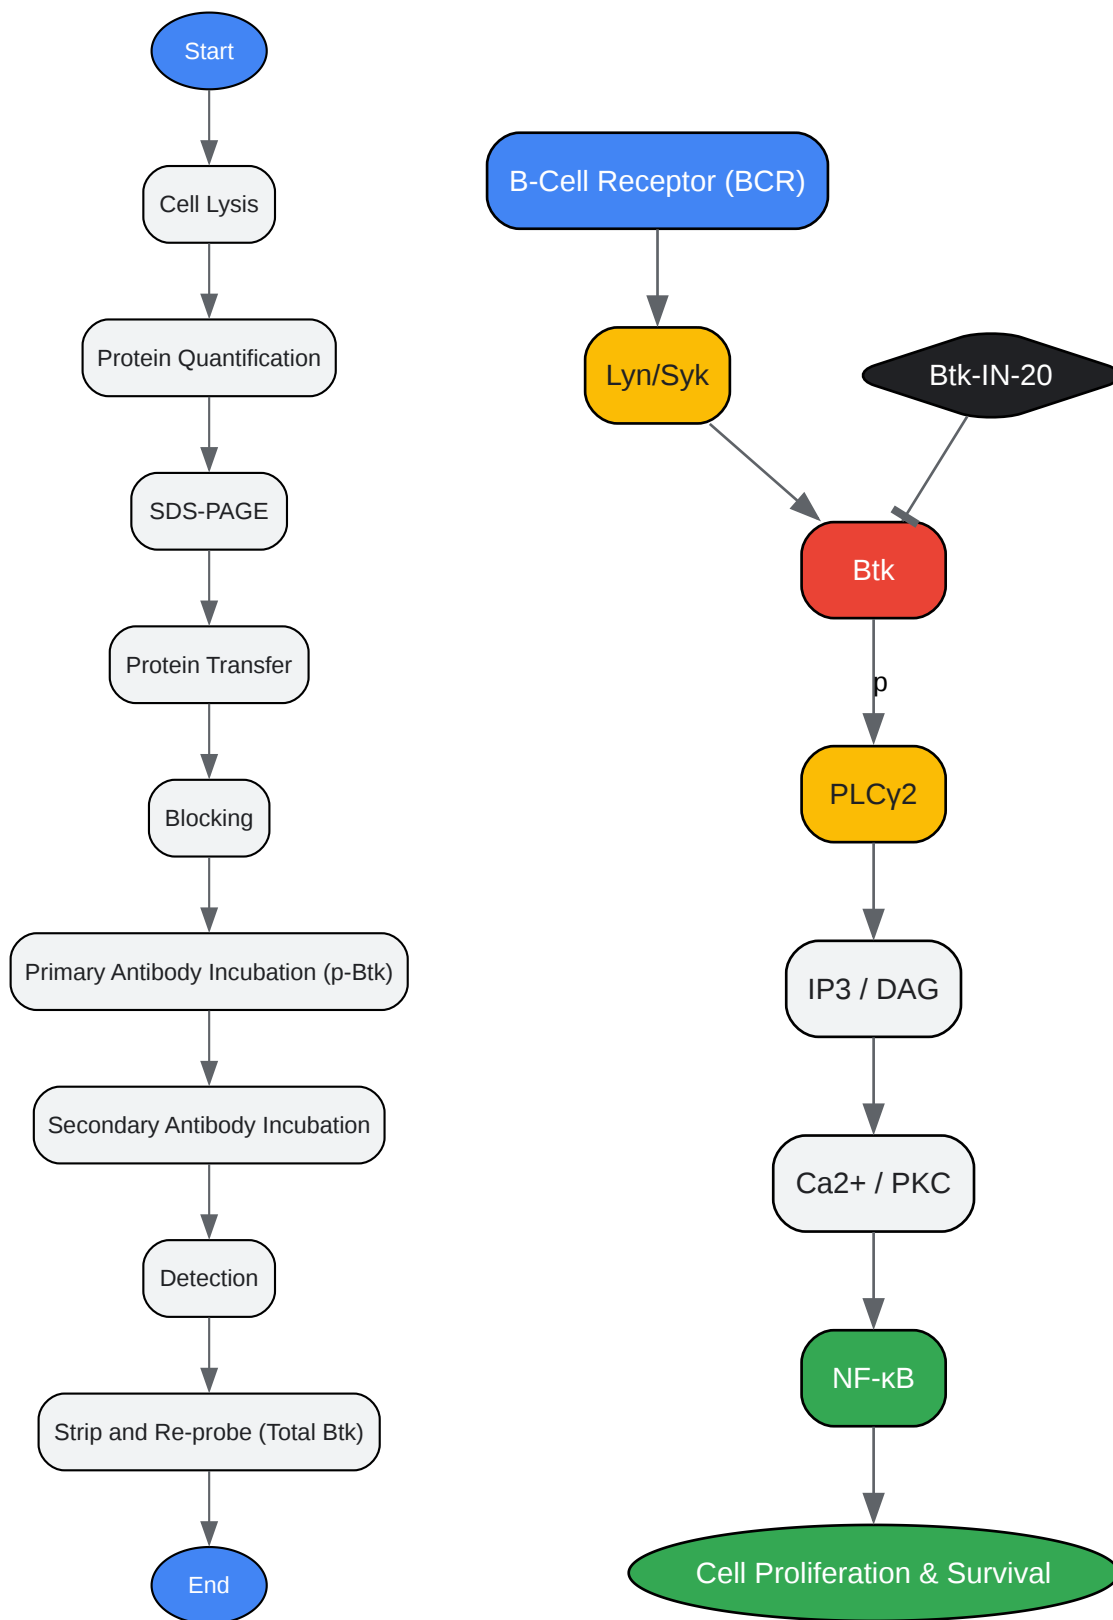 Start
Cell Lysis
Protein Quantification
SDS-PAGE
Protein Transfer
Blocking
Primary Antibody Incubation (p-Btk)
Secondary Antibody Incubation
Detection
Strip and Re-probe (Total Btk)
End
B-Cell Receptor (BCR)
Lyn/Syk
Btk-IN-20
Btk
p
PLCγ2
IP3 / DAG
Ca2+ / PKC
NF-κB
Cell Proliferation & Survival